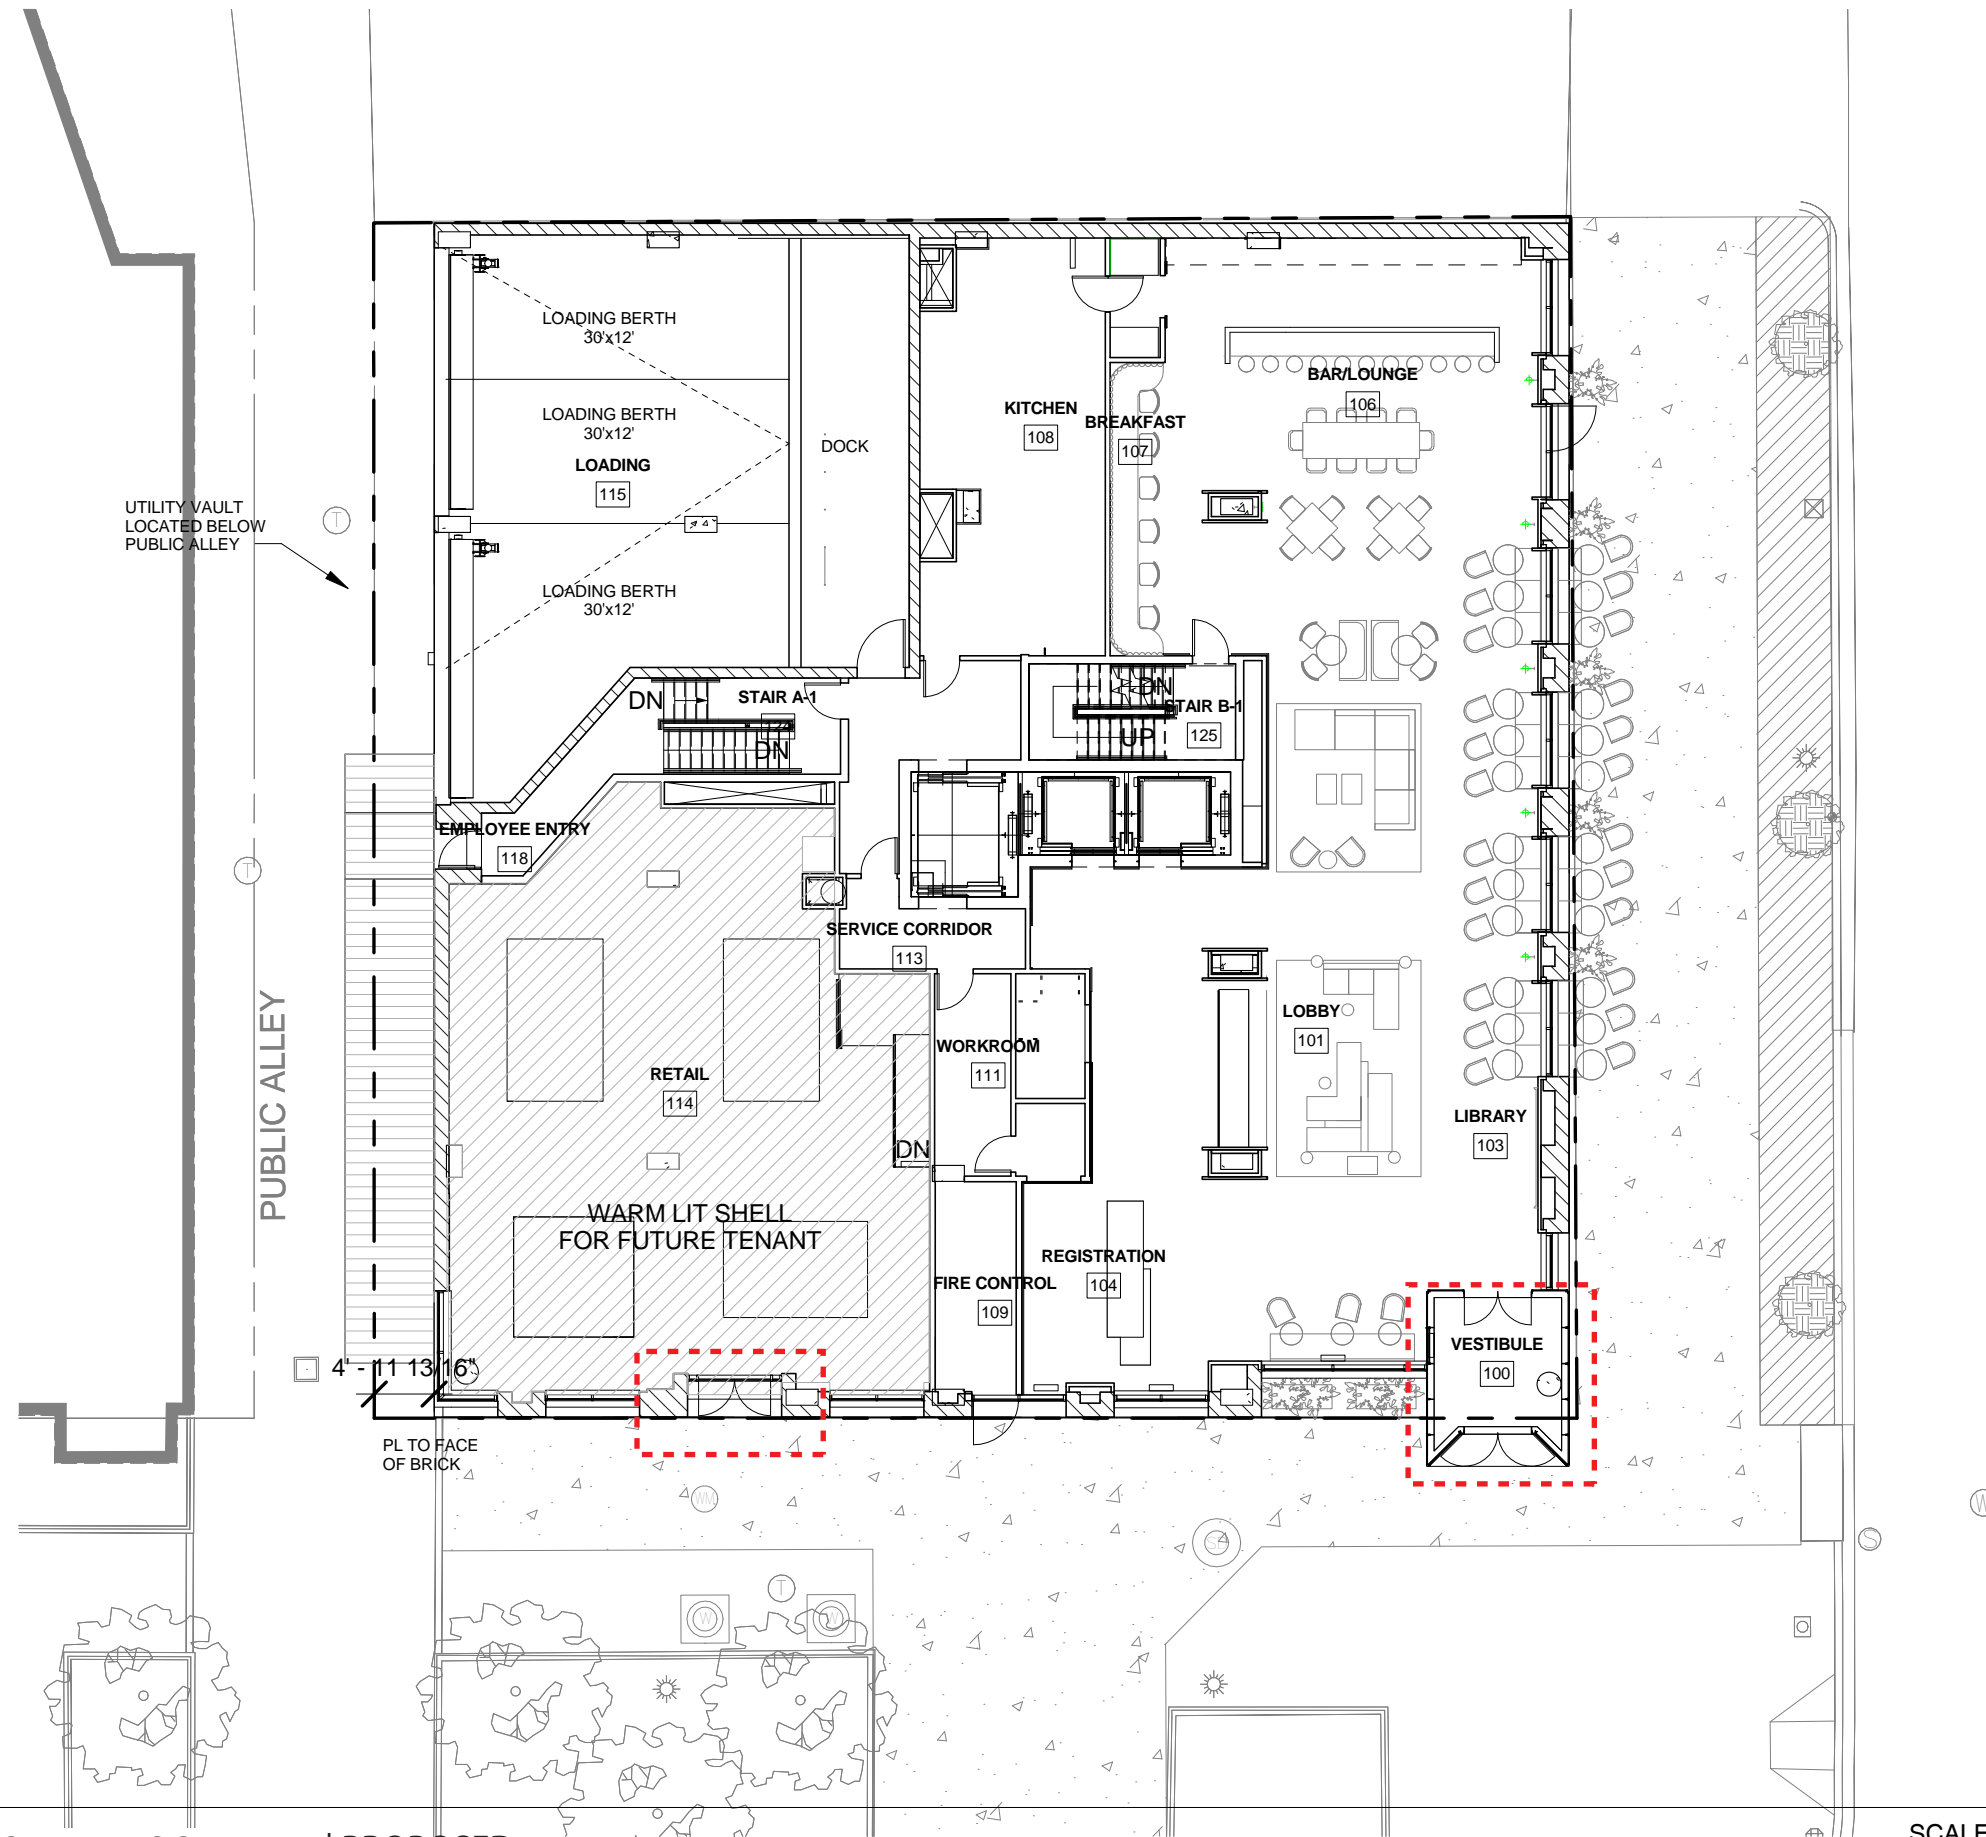 LOADING BERTH
30'x12'
LOADING BERTH
30'x12'
LOADING
115
DOCK
LOADING BERTH
30'x12'
KITCHEN
108
BREAKFAST
107
BAR/LOUNGE
106
UTILITY VAULT
LOCATED BELOW
PUBLIC ALLEY
T
DN
STAIR A-1
124
DN
DN
STAIR B-1
125
UP
EMPLOYEE ENTRY
118
T
SERVICE CORRIDOR
113
PUBLIC ALLEY
LOBBY
101
WORKROOM
111
RETAIL
114
DN
LIBRARY
103
WARM LIT SHELL
FOR FUTURE TENANT
REGISTRATION
104
FIRE CONTROL
109
VESTIBULE
100
4' - 11 13/16"
PL TO FACE
OF BRICK
WM
SD
S
T
W
W
SCALE